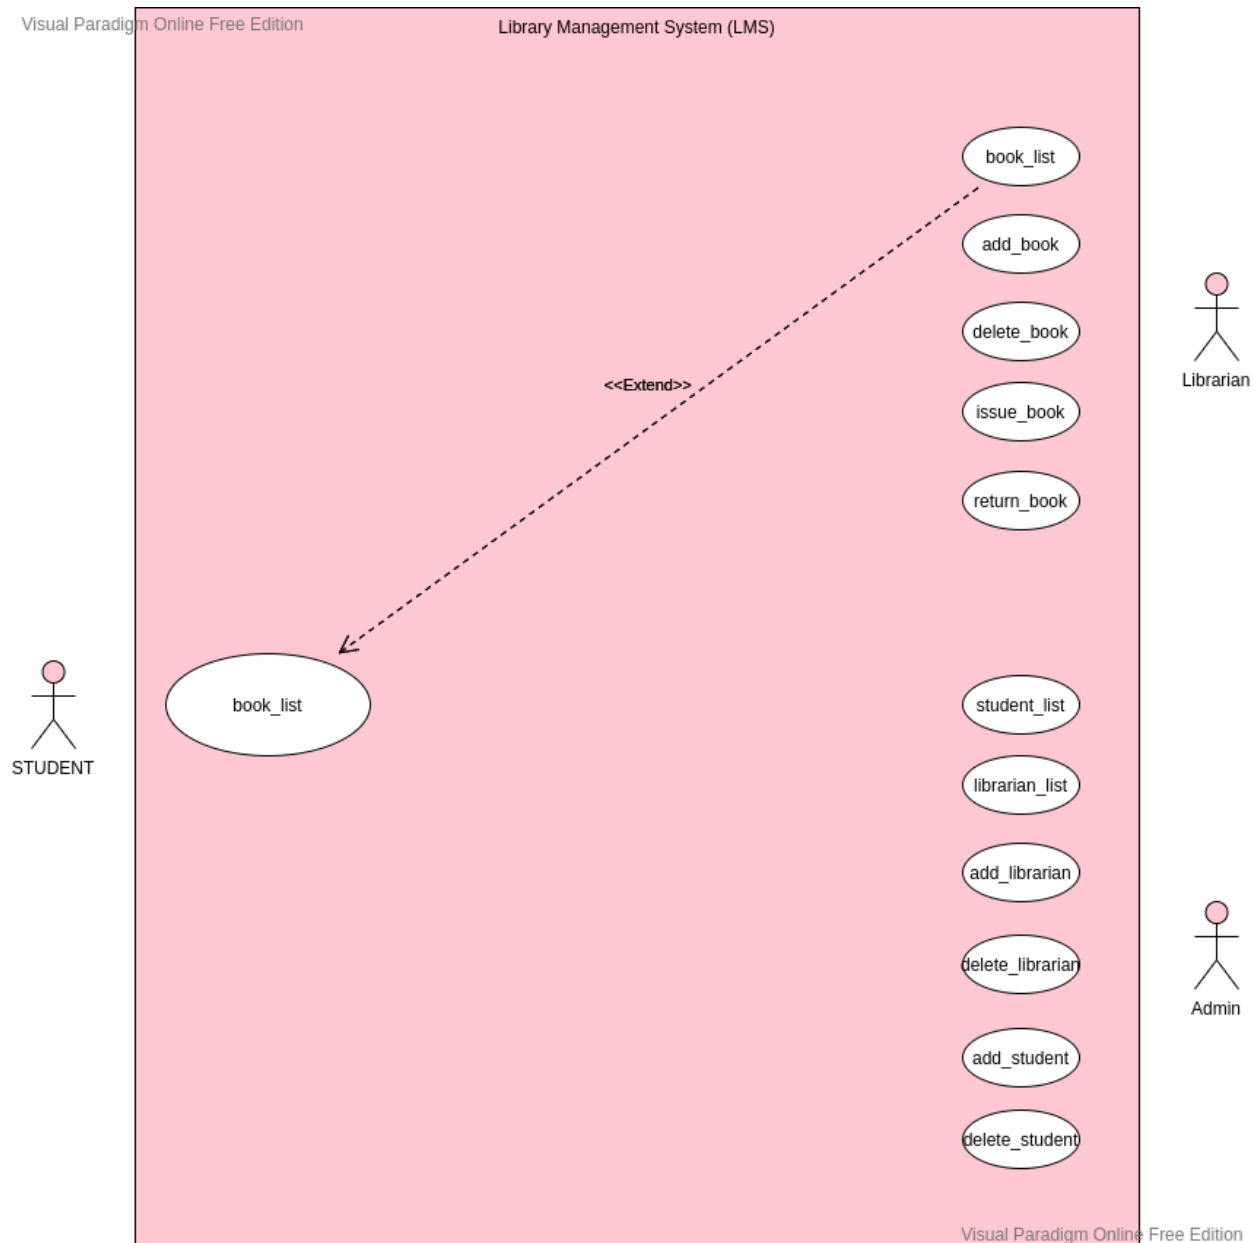 Visual Paradigm Online Free Edition
Library Management System (LMS)
book_list
add_book
delete_book
Librarian
<<Extend>>
issue_book
return_book
book_list
STUDENT
student_list
librarian_list
add_librarian
delete_librarian
Admin
add_student
delete_student
Visual Paradigm Online Free Edition